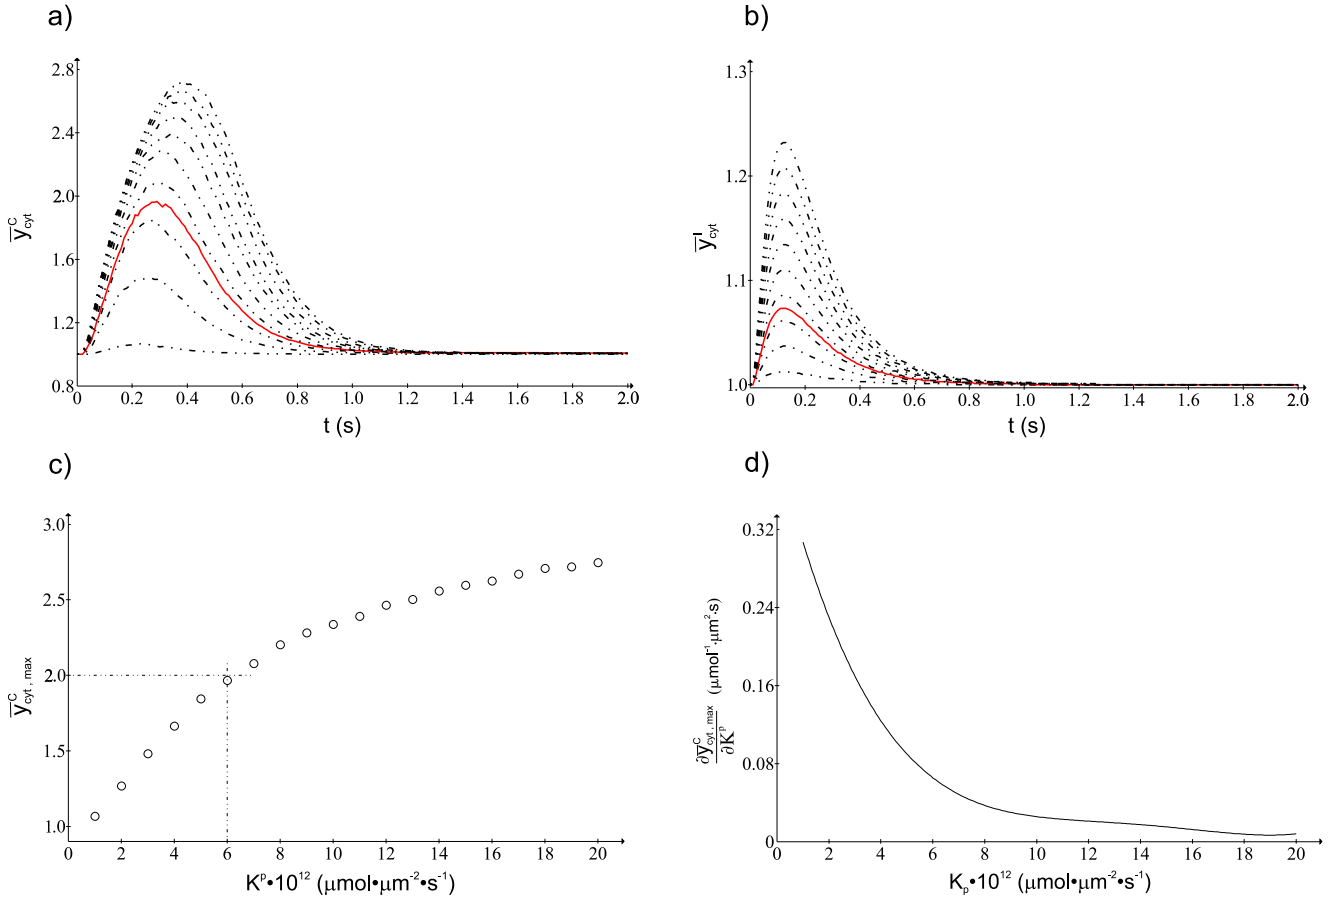 a)
2.8
2.4
2.0
1.6
1.2
0.8
y̅ᶜcyt
0 0.2 0.4 0.6 0.8 1.0 1.2 1.4 1.6 1.8 2.0
t (s)
b)
1.3
1.2
1.1
1.0
y̅ᴵcyt
0 0.2 0.4 0.6 0.8 1.0 1.2 1.4 1.6 1.8 2.0
t (s)
c)
3.0
2.5
2.0
1.5
1.0
y̅ᶜcyt, max
0 2 4 6 8 10 12 14 16 18 20
Kᵖ•10¹² (μmol•μm⁻²•s⁻¹)
d)
0.32
0.24
0.16
0.08
0
∂y̅ᶜcyt, max
∂Kᵖ
(μmol⁻¹·μm²·s)
0 2 4 6 8 10 12 14 16 18 20
Kₚ•10¹² (μmol•μm⁻²•s⁻¹)